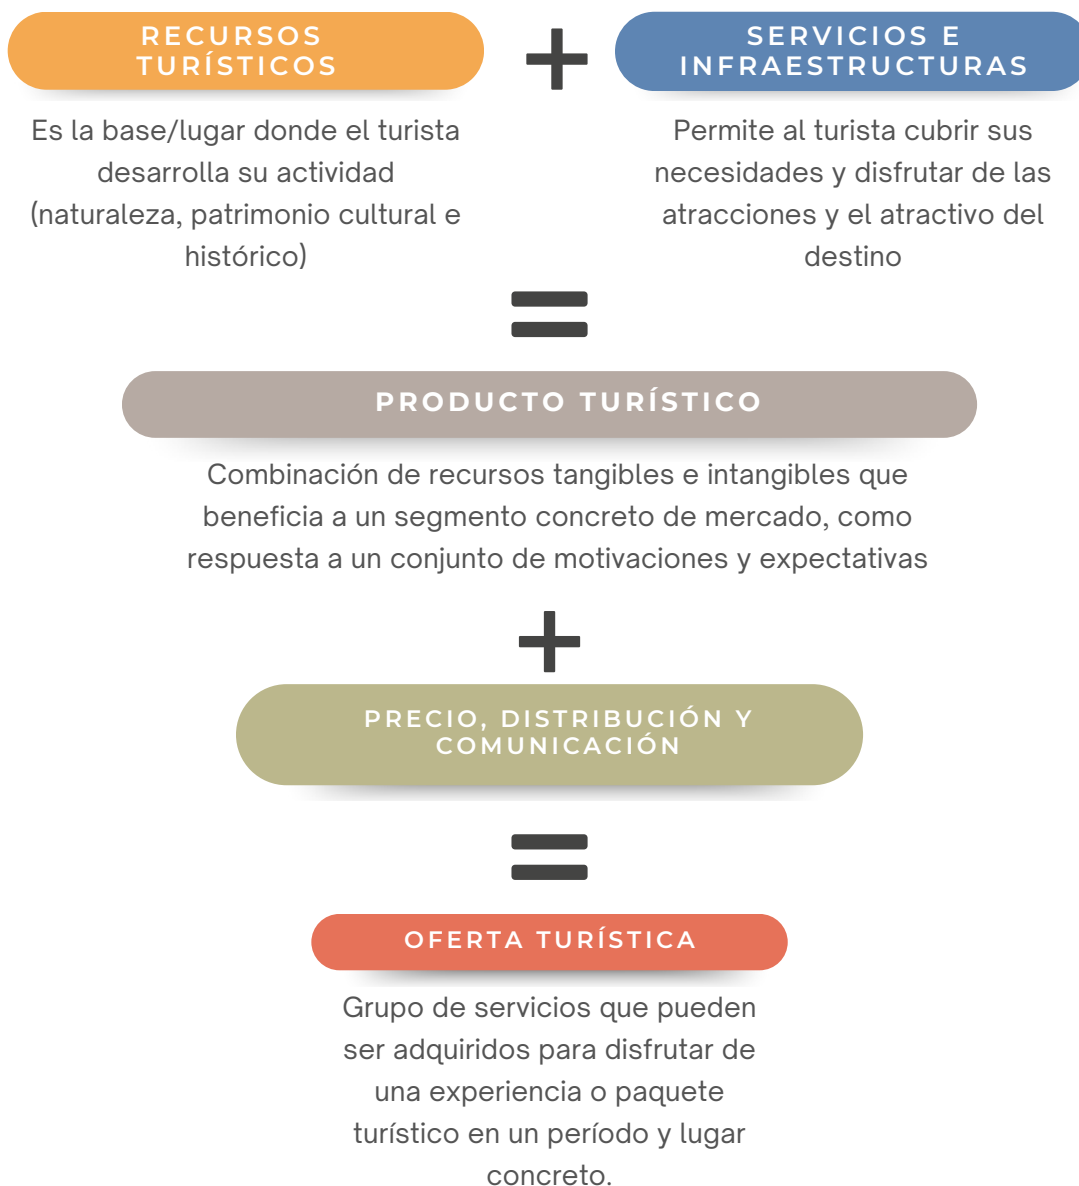 RECURSOS
TURÍSTICOS
+
SERVICIOS E
INFRAESTRUCTURAS
Es la base/lugar donde el turista
desarrolla su actividad
(naturaleza, patrimonio cultural e
histórico)
Permite al turista cubrir sus
necesidades y disfrutar de las
atracciones y el atractivo del
destino
=
PRODUCTO TURÍSTICO
Combinación de recursos tangibles e intangibles que
beneficia a un segmento concreto de mercado, como
respuesta a un conjunto de motivaciones y expectativas
+
PRECIO, DISTRIBUCIÓN Y
COMUNICACIÓN
=
OFERTA TURÍSTICA
Grupo de servicios que pueden
ser adquiridos para disfrutar de
una experiencia o paquete
turístico en un período y lugar
concreto.